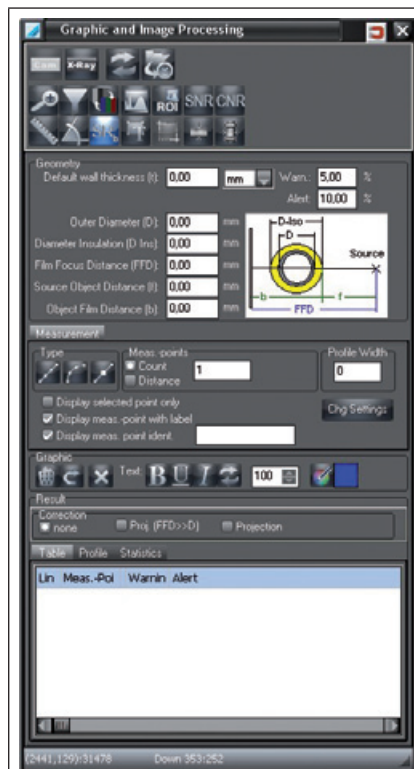 Graphic and Image Processing
Cam X-Ray
ROI SNR CNR
Geometry
Default wall thickness (t): 0,00 mm Warn.: 5,00 %
Alert: 10,00 %
Outer Diameter (D): 0,00 mm
Diameter Insulation (D Ins): 0,00 mm
Film Focus Distance (FFD): 0,00 mm
Source Object Distance (f): 0,00 mm
Object Film Distance (b): 0,00 mm
D-Iso
D
Source
b f
FFD
Measurement
Type Meas.-points Profile Width
Count 1 0
Distance
Display selected point only
Display meas.-point with label Chg Settings
Display meas. point ident.
Graphic
Text: B U I 100
Result
Correction
none Proj. (FFD>>D) Projection
Table Profile Statistics
Lin Meas.-Poi Warnin Alert
(2441,129):31478 Down 353:252